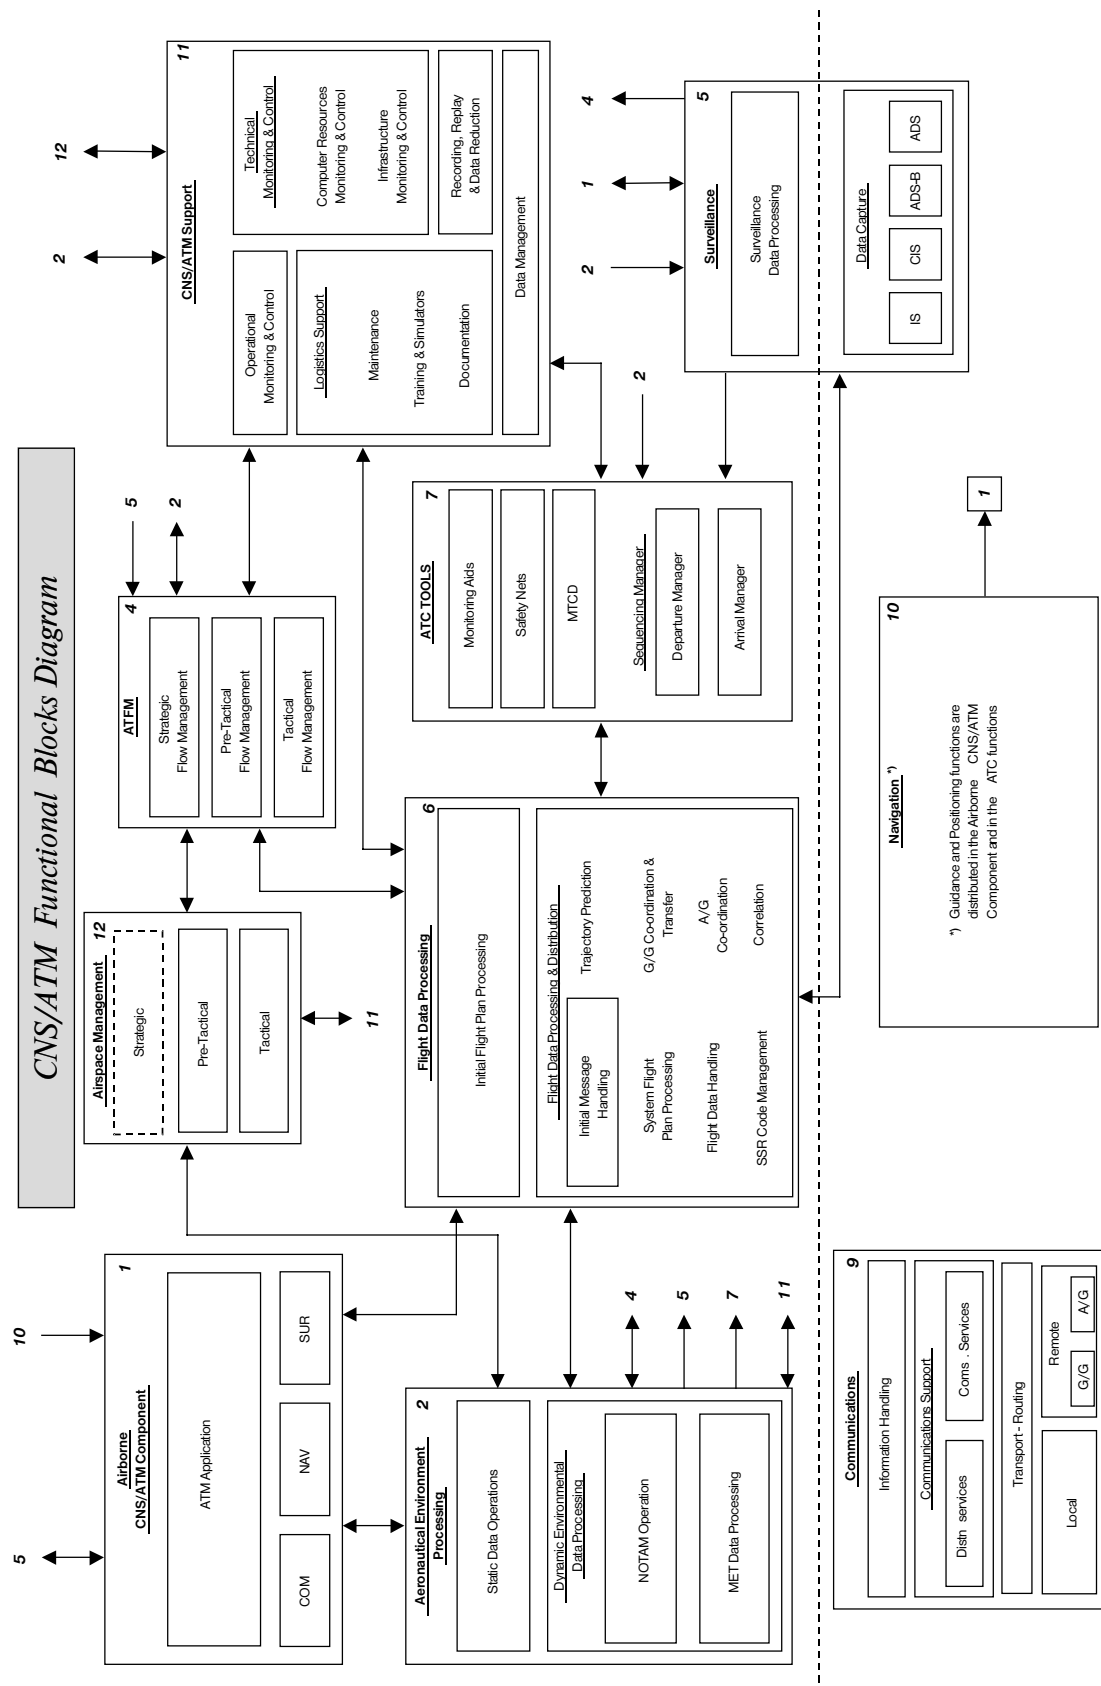 CNS/ATM Functional Blocks Diagram
5
10
Airborne
CNS/ATM Component
1
ATM Application
COM
NAV
SUR
Airspace Management
12
Strategic
Pre-Tactical
Tactical
11
ATFM
4
Strategic
Flow Management
Pre-Tactical
Flow Management
Tactical
Flow Management
5
2
2
12
CNS/ATM Support
11
Operational
Monitoring & Control
Logistics Support
Maintenance
Training & Simulators
Documentation
Technical
Monitoring & Control
Computer Resources
Monitoring & Control
Infrastructure
Monitoring & Control
Recording, Replay
& Data Reduction
Data Management
Aeronautical Environment
Processing
2
Static Data Operations
Dynamic Environmental
Data Processing
NOTAM Operation
MET Data Processing
4
5
7
11
Flight Data Processing
6
Initial Flight Plan Processing
Flight Data Processing & Distribution
Initial Message
Handling
System Flight
Plan Processing
Flight Data Handling
SSR Code Management
Trajectory Prediction
G/G Co-ordination &
Transfer
A/G
Co-ordination
Correlation
ATC TOOLS
7
Monitoring Aids
Safety Nets
MTCD
Sequencing Manager
Departure Manager
Arrival Manager
2
2
1
4
Surveillance
5
Surveillance
Data Processing
Data Capture
IS
CIS
ADS-B
ADS
Communications
9
Information Handling
Communications Support
Distn services
Coms . Services
Transport - Routing
Local
Remote
G/G
A/G
Navigation *)
10
*) Guidance and Positioning functions are
distributed in the Airborne CNS/ATM
Component and in the ATC functions
1